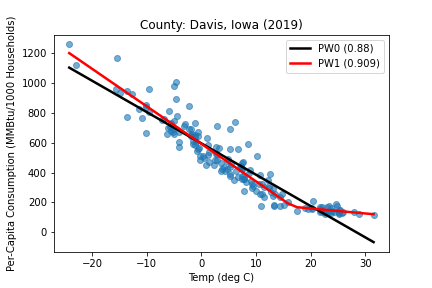 County: Davis, Iowa (2019)
Per-Capita Consumption (MMBtu/1000 Households)
1200
1000
800
600
400
200
0
PW0 (0.88)
PW1 (0.909)
−20
−10
0
10
20
30
Temp (deg C)